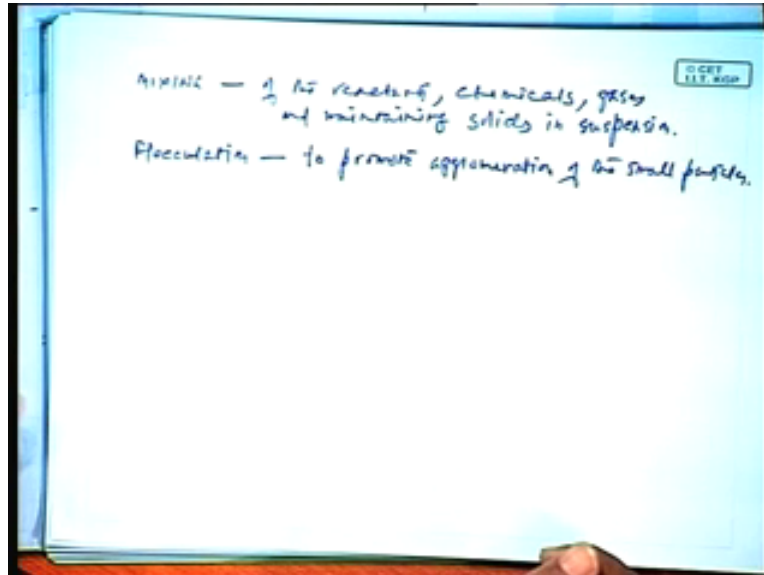 MIXING — of the reactants, chemicals, gases
and maintaining solids in suspension.
Flocculation — to promote agglomeration of the small particles.
© CET
I.I.T. KGP